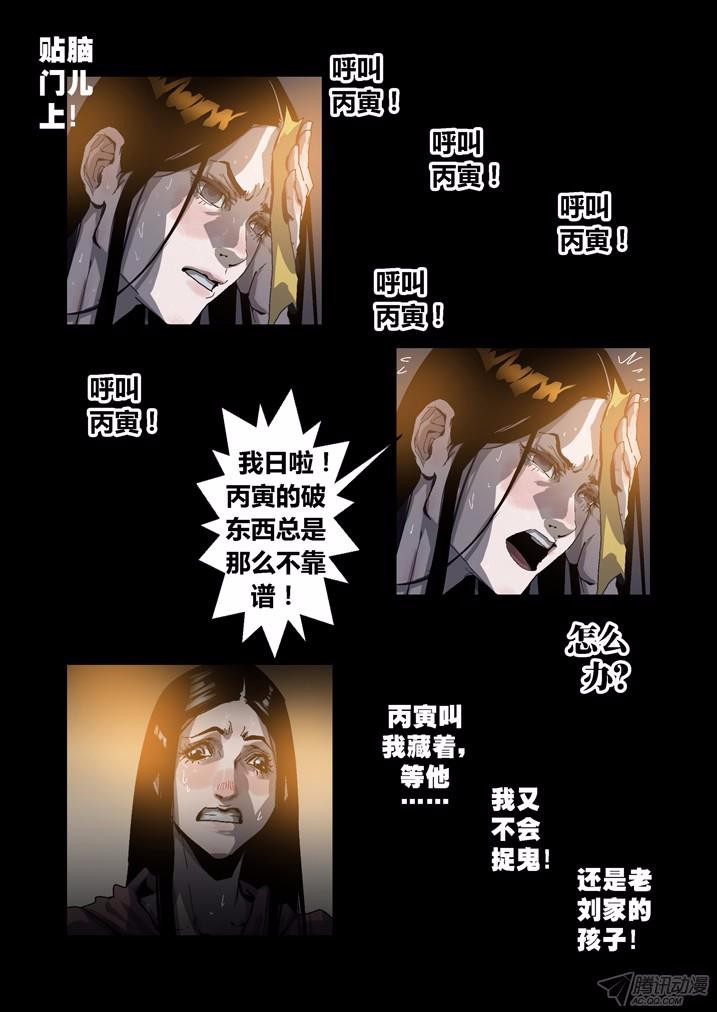 贴脑
门儿
上！
呼叫
丙寅！
呼叫
丙寅！
呼叫
丙寅！
呼叫
丙寅！
呼叫
丙寅！
我日啦！
丙寅的破
东西总是
那么不靠
谱！
怎么
办？
丙寅叫
我藏着，
等他
……
我又
不会
捉鬼！
还是老
刘家的
孩子！
腾讯动漫